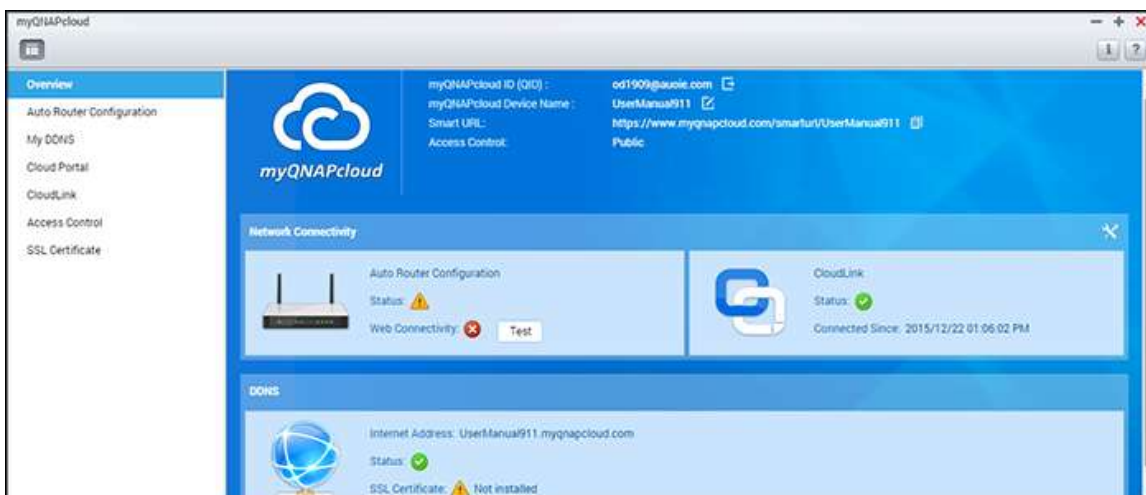 myQNAPcloud
Overview
Auto Router Configuration
My DDNS
Cloud Portal
CloudLink
Access Control
SSL Certificate
myQNAPcloud
myQNAPcloud ID (QID) : od1909@auoie.com
myQNAPcloud Device Name : UserManual911
Smart URL: https://www.myqnapcloud.com/smarturl/UserManual911
Access Control: Public
Network Connectivity
Auto Router Configuration
Status:
Web Connectivity: Test
CloudLink
Status:
Connected Since: 2015/12/22 01:06:02 PM
DDNS
Internet Address: UserManual911.myqnapcloud.com
Status:
SSL Certificate: Not installed